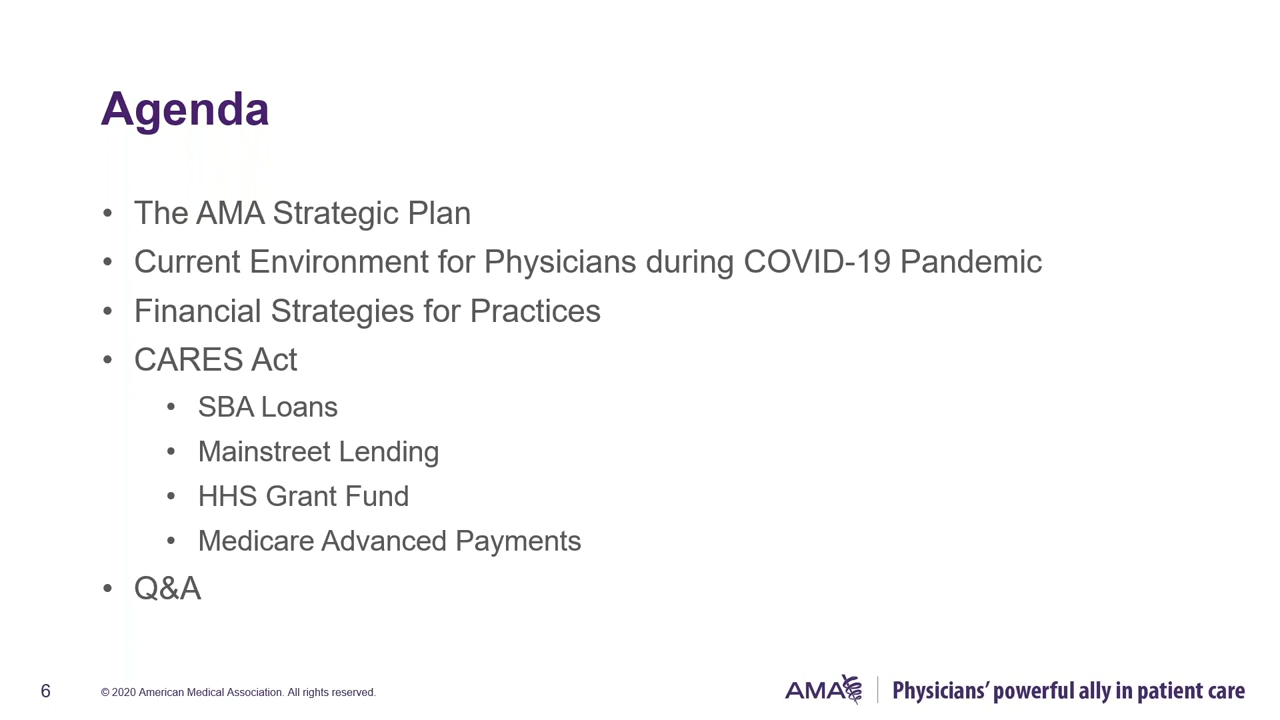 Agenda
• The AMA Strategic Plan
• Current Environment for Physicians during COVID-19 Pandemic
• Financial Strategies for Practices
• CARES Act
• SBA Loans
• Mainstreet Lending
• HHS Grant Fund
• Medicare Advanced Payments
• Q&A
6
© 2020 American Medical Association. All rights reserved.
AMA
Physicians’ powerful ally in patient care